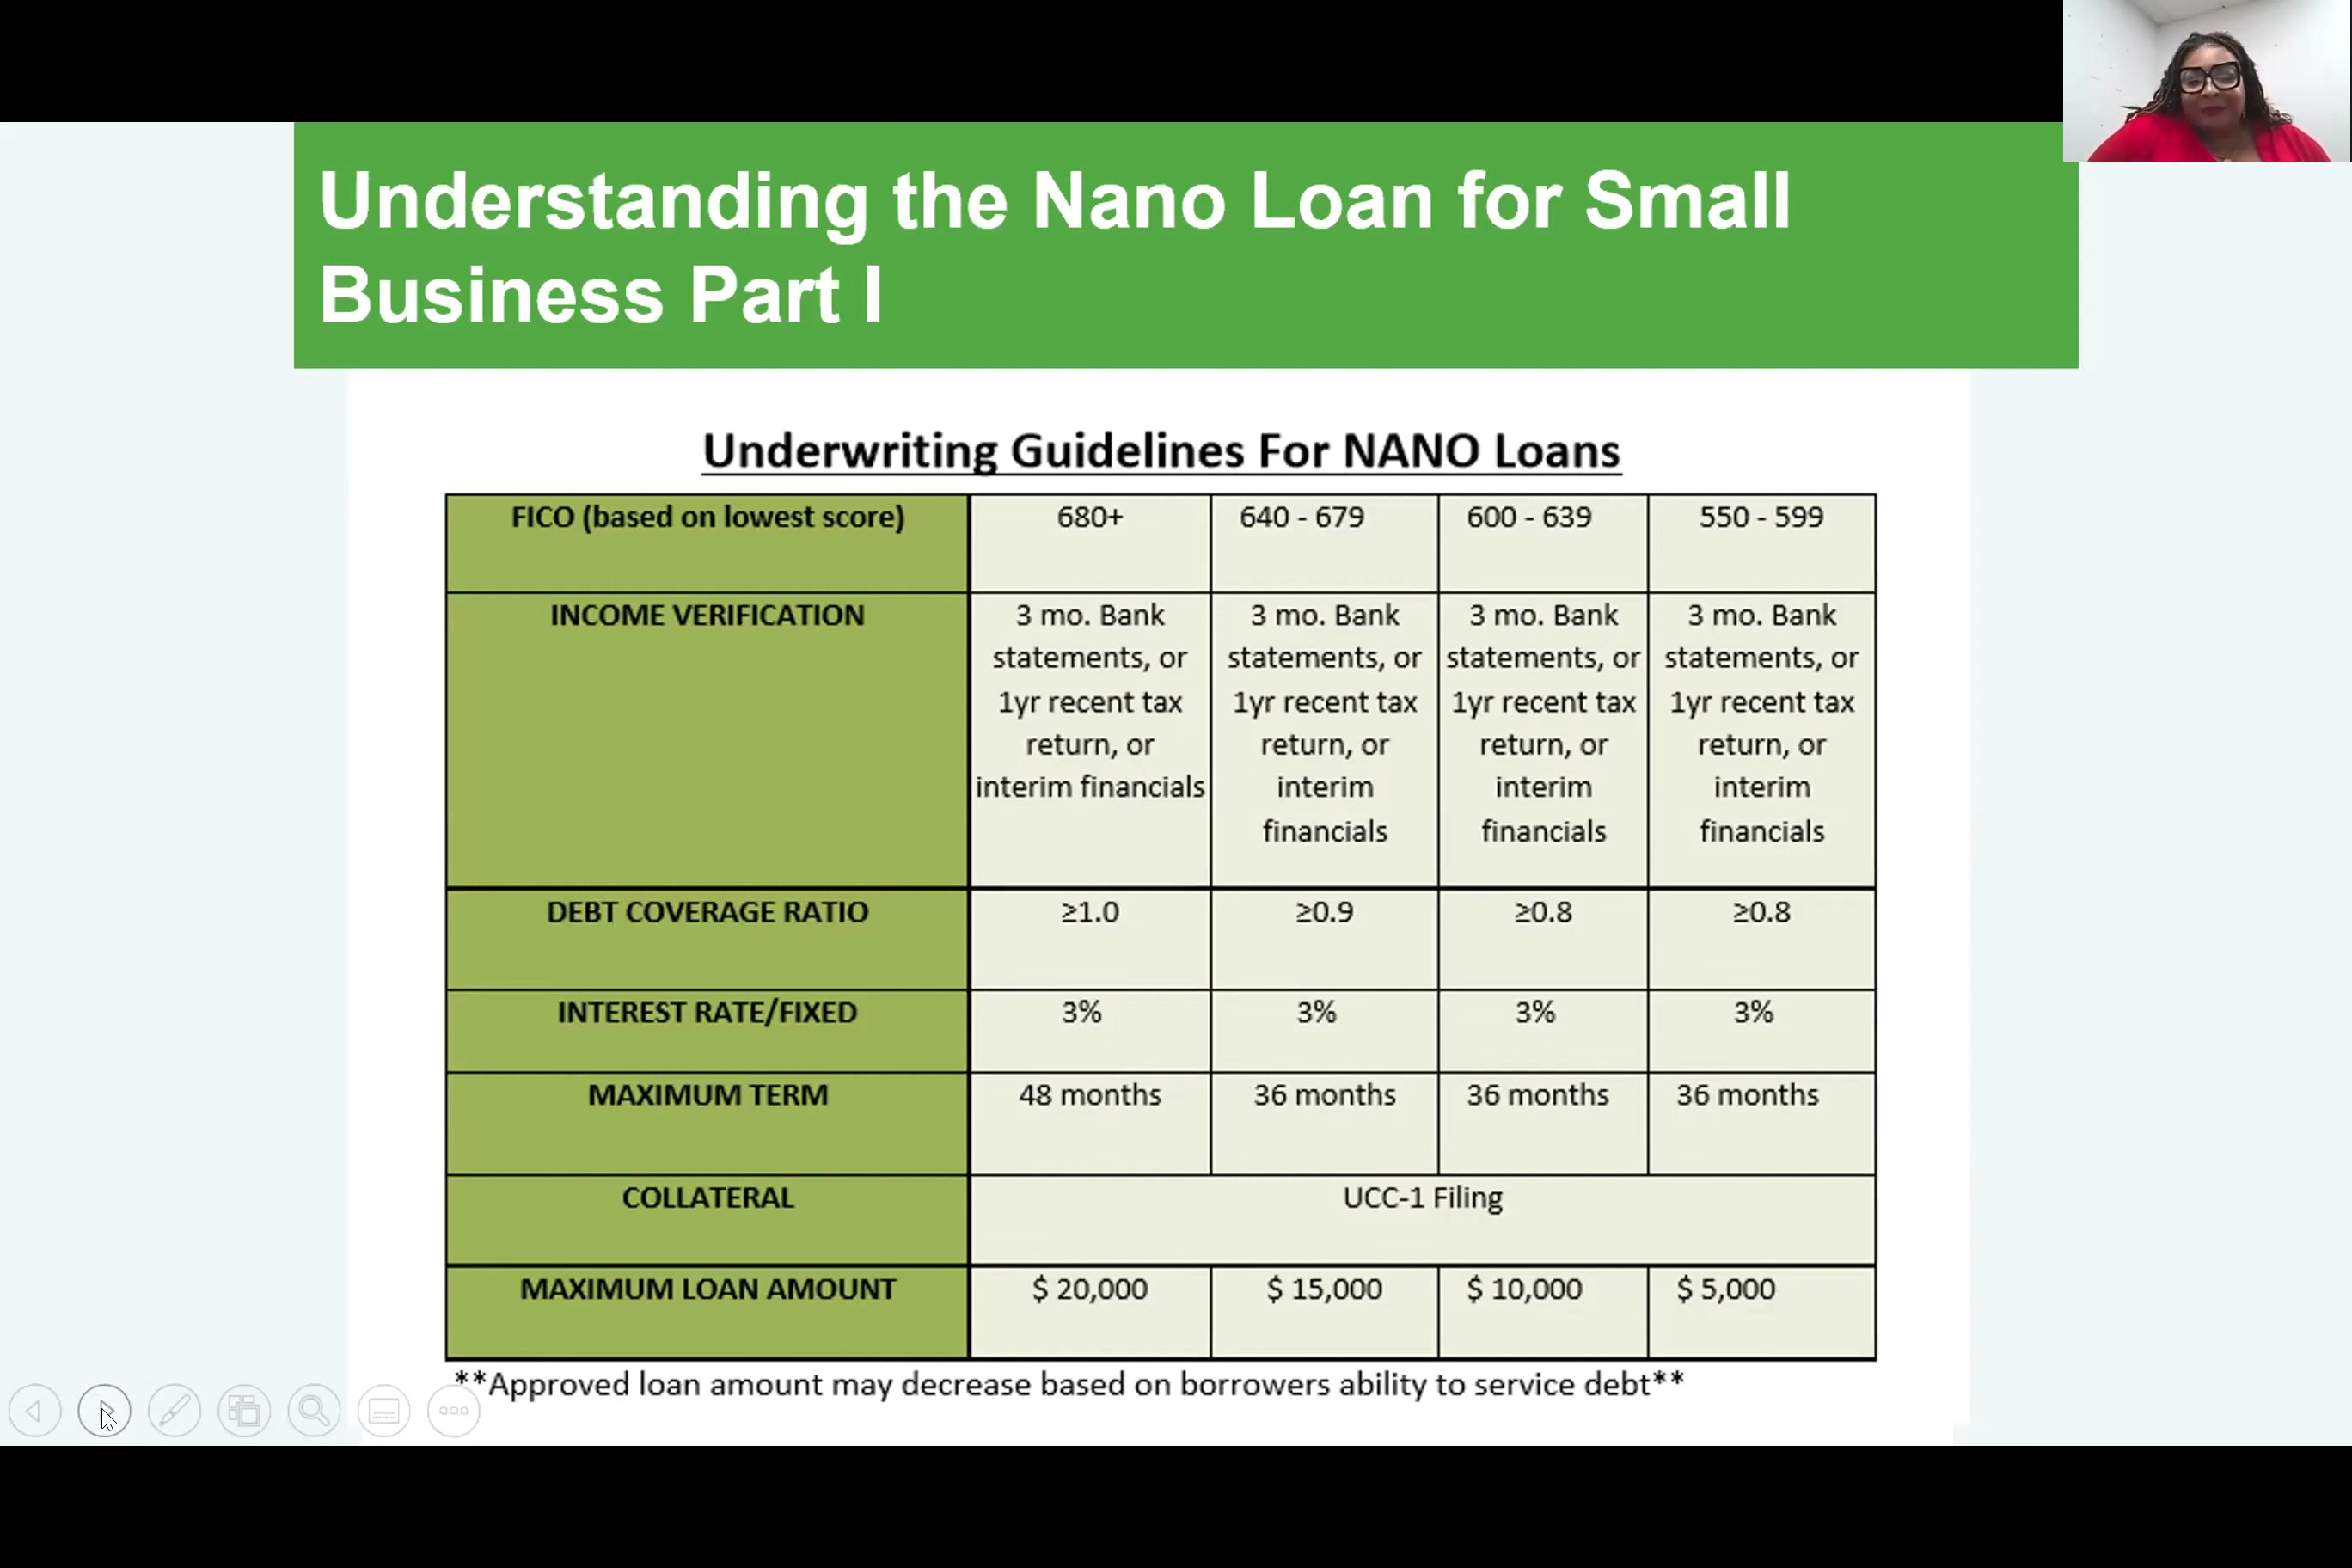 Understanding the Nano Loan for Small
Business Part I
Underwriting Guidelines For NANO Loans
FICO (based on lowest score) 680+ 640 - 679 600 - 639 550 - 599
INCOME VERIFICATION 3 mo. Bank 3 mo. Bank 3 mo. Bank 3 mo. Bank
statements, or statements, or statements, or statements, or
1yr recent tax 1yr recent tax 1yr recent tax 1yr recent tax
return, or return, or return, or return, or
interim financials interim interim interim
financials financials financials
DEBT COVERAGE RATIO ≥1.0 ≥0.9 ≥0.8 ≥0.8
INTEREST RATE/FIXED 3% 3% 3% 3%
MAXIMUM TERM 48 months 36 months 36 months 36 months
COLLATERAL UCC-1 Filing
MAXIMUM LOAN AMOUNT $ 20,000 $ 15,000 $ 10,000 $ 5,000
**Approved loan amount may decrease based on borrowers ability to service debt**